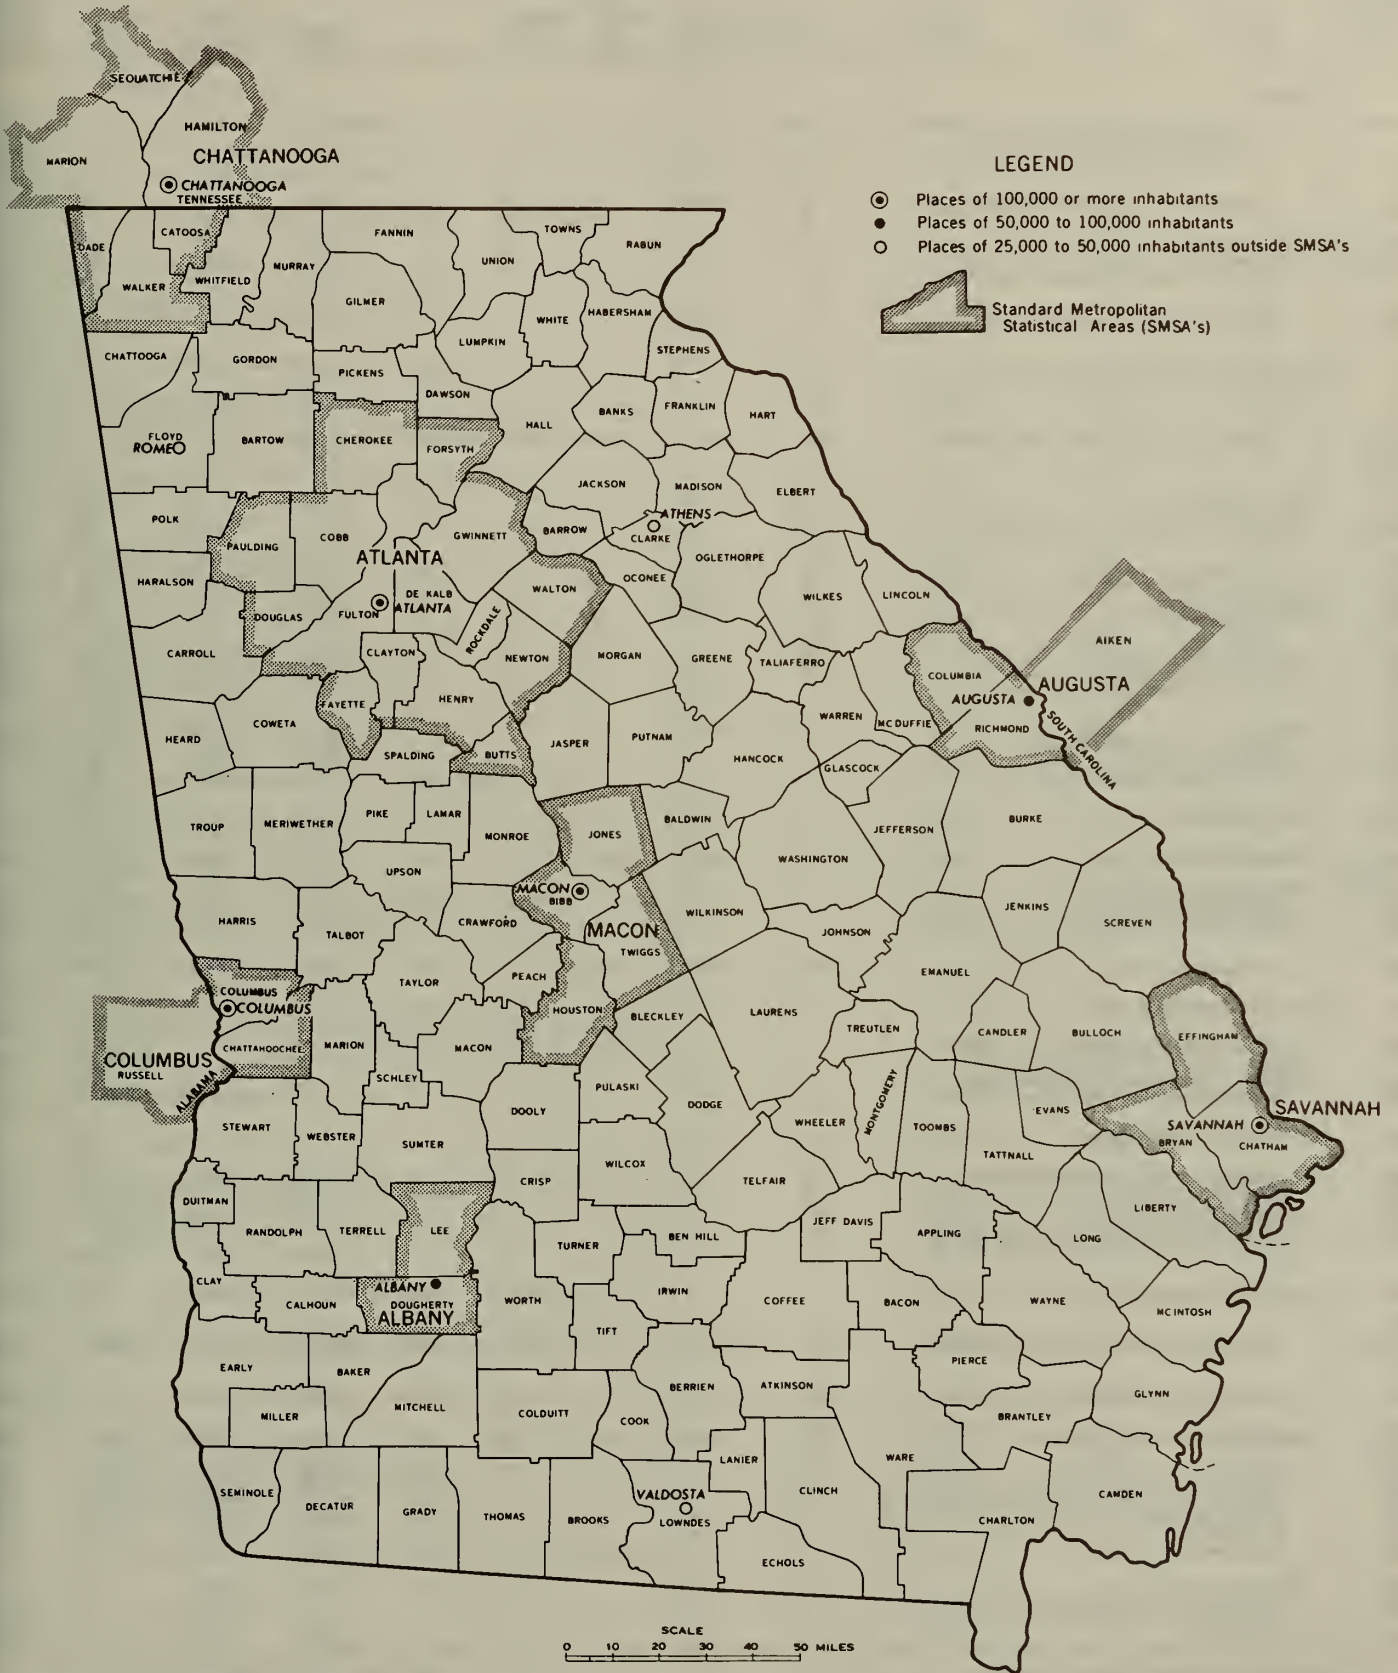 SEQUATCHIE
HAMILTON
MARION
CHATTANOOGA
CHATTANOOGA
TENNESSEE
LEGEND
Places of 100,000 or more inhabitants
Places of 50,000 to 100,000 inhabitants
Places of 25,000 to 50,000 inhabitants outside SMSA's
Standard Metropolitan
Statistical Areas (SMSA's)
DADE
CATOOSA
WALKER
WHITFIELD
MURRAY
FANNIN
GILMER
UNION
TOWNS
RABUN
WHITE
HABERSHAM
LUMPKIN
STEPHENS
CHATTOOGA
GORDON
PICKENS
DAWSON
HALL
BANKS
FRANKLIN
HART
FLOYD
ROME
BARTOW
CHEROKEE
FORSYTH
JACKSON
MADISON
ELBERT
POLK
PAULDING
COBB
GWINNETT
BARROW
ATHENS
CLARKE
OGLETHORPE
ATLANTA
HARALSON
DOUGLAS
FULTON
DE KALB
ATLANTA
ROCKDALE
WALTON
OCONEE
WILKES
LINCOLN
CARROLL
CLAYTON
NEWTON
MORGAN
GREENE
TALIAFERRO
COLUMBIA
AIKEN
AUGUSTA
AUGUSTA
RICHMOND
SOUTH CAROLINA
HEARD
COWETA
FAYETTE
HENRY
SPALDING
BUTTS
JASPER
PUTNAM
HANCOCK
WARREN
MCDUFFIE
GLASCOCK
TROUP
MERIWETHER
PIKE
LAMAR
MONROE
JONES
BALDWIN
WASHINGTON
JEFFERSON
BURKE
UPSON
HARRIS
TALBOT
CRAWFORD
MACON
BIBB
MACON
TWIGGS
WILKINSON
JOHNSON
JENKINS
SCREVEN
EMANUEL
TAYLOR
PEACH
HOUSTON
BLECKLEY
LAURENS
TREUTLEN
CANDLER
BULLOCH
EFFINGHAM
COLUMBUS
COLUMBUS
COLUMBUS
RUSSELL
ALABAMA
CHATTAHOOCHEE
MARION
SCHLEY
MACON
DOOLY
PULASKI
DODGE
WHEELER
MONTGOMERY
TOOMBS
EVANS
TATTNALL
SAVANNAH
SAVANNAH
BRYAN
CHATHAM
STEWART
WEBSTER
SUMTER
CRISP
WILCOX
TELFAIR
DUITMAN
RANDOLPH
TERRELL
LEE
TURNER
BEN HILL
JEFF DAVIS
APPLING
LONG
LIBERTY
CLAY
CALHOUN
ALBANY
DOUGHERTY
ALBANY
WORTH
IRWIN
COFFEE
BACON
WAYNE
MCINTOSH
TIFT
EARLY
BAKER
MILLER
MITCHELL
COLDUITT
COOK
BERRIEN
ATKINSON
PIERCE
BRANTLEY
GLYNN
WARE
LANIER
CLINCH
SEMINOLE
DECATUR
GRADY
THOMAS
BROOKS
VALDOSTA
LOWNDES
ECHOLS
CHARLTON
CAMDEN
SCALE
0 10 20 30 40 50 MILES